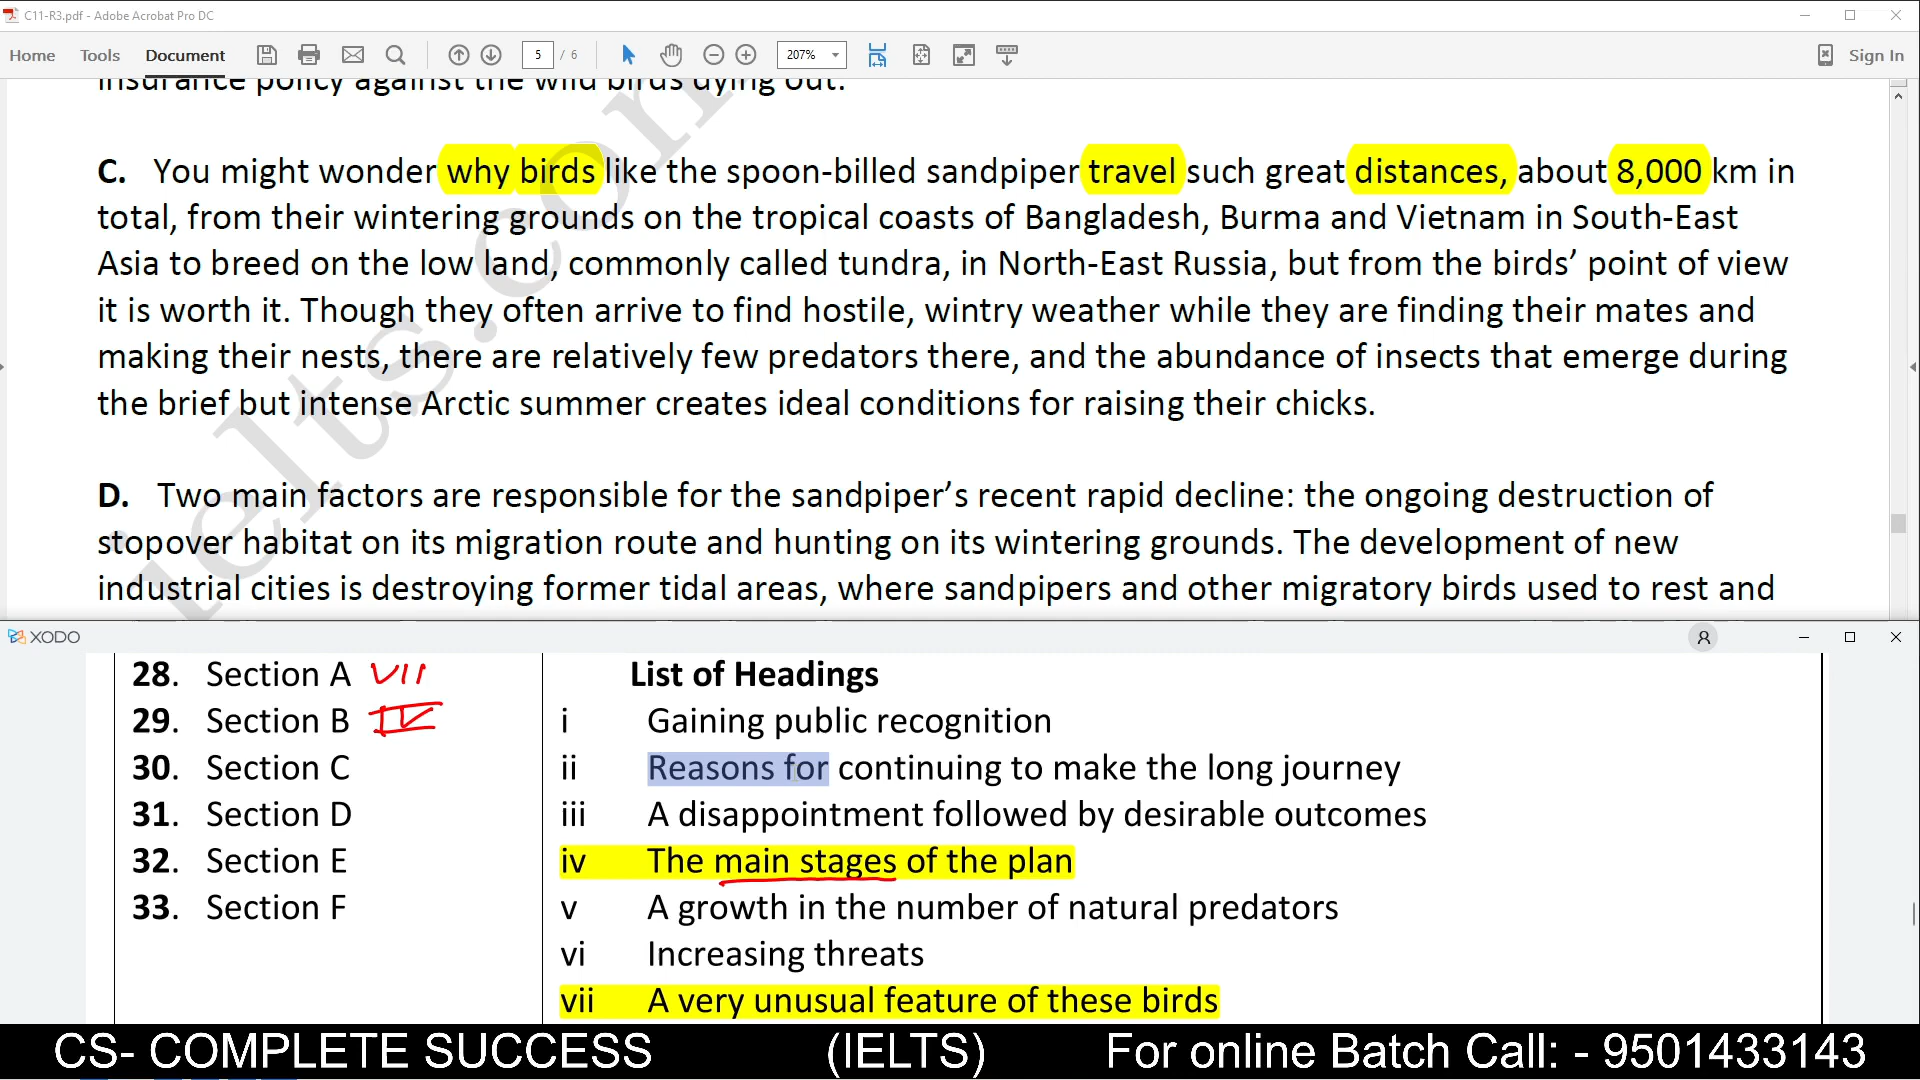 C11-R3.pdf - Adobe Acrobat Pro DC
Home Tools Document 5 / 6 207% Sign In
insurance policy against the wild birds dying out.
C. You might wonder why birds like the spoon-billed sandpiper travel such great distances, about 8,000 km in
total, from their wintering grounds on the tropical coasts of Bangladesh, Burma and Vietnam in South-East
Asia to breed on the low land, commonly called tundra, in North-East Russia, but from the birds’ point of view
it is worth it. Though they often arrive to find hostile, wintry weather while they are finding their mates and
making their nests, there are relatively few predators there, and the abundance of insects that emerge during
the brief but intense Arctic summer creates ideal conditions for raising their chicks.
D. Two main factors are responsible for the sandpiper’s recent rapid decline: the ongoing destruction of
stopover habitat on its migration route and hunting on its wintering grounds. The development of new
industrial cities is destroying former tidal areas, where sandpipers and other migratory birds used to rest and
ielts.com
XODO
28. Section A VII
29. Section B IV
30. Section C
31. Section D
32. Section E
33. Section F
List of Headings
i Gaining public recognition
ii Reasons for continuing to make the long journey
iii A disappointment followed by desirable outcomes
iv The main stages of the plan
v A growth in the number of natural predators
vi Increasing threats
vii A very unusual feature of these birds
CS- COMPLETE SUCCESS (IELTS) For online Batch Call: - 9501433143